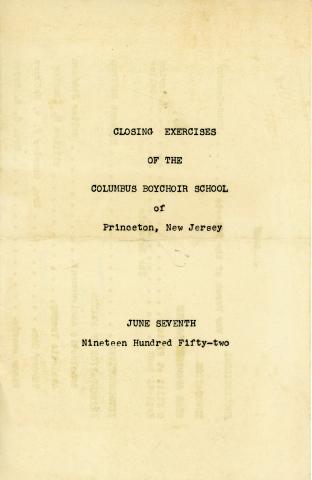 CLOSING EXERCISES
OF THE
COLUMBUS BOYCHOIR SCHOOL
of
Princeton, New Jersey
JUNE SEVENTH
Nineteen Hundred Fifty-two